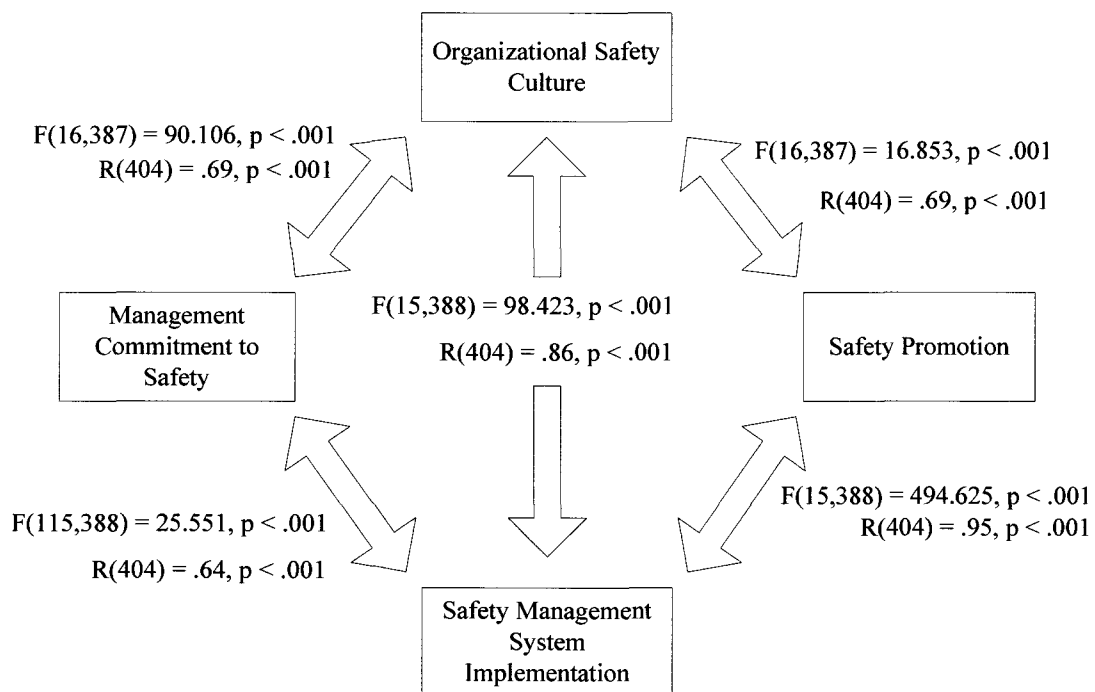 Organizational Safety
Culture
F(16,387) = 90.106, p < .001
R(404) = .69, p < .001
F(16,387) = 16.853, p < .001
R(404) = .69, p < .001
Management
Commitment to
Safety
F(15,388) = 98.423, p < .001
R(404) = .86, p < .001
Safety Promotion
F(115,388) = 25.551, p < .001
R(404) = .64, p < .001
F(15,388) = 494.625, p < .001
R(404) = .95, p < .001
Safety Management
System
Implementation